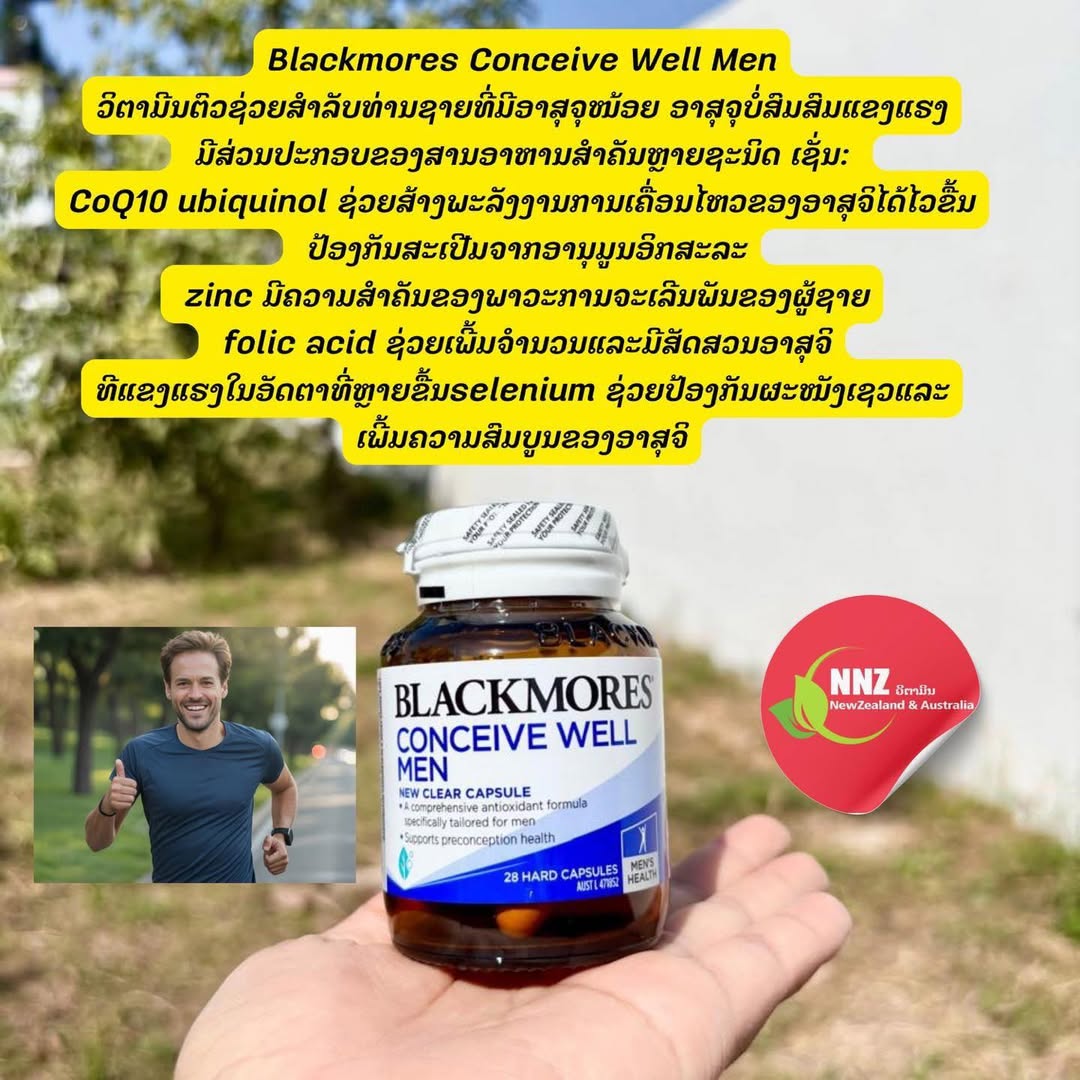 Blackmores Conceive Well Men
ວິຕາມີນຕົວຊ່ວຍສຳລັບທ່ານຊາຍທີ່ມີອາສຸຈຸໜ້ອຍ ອາສຸຈຸບໍ່ສົມສົມແຂງແຮງ
ມີສ່ວນປະກອບຂອງສານອາຫານສຳຄັນຫຼາຍຊະນິດ ເຊັ່ນ:
CoQ10 ubiquinol ຊ່ວຍສ້າງພະລັງງານການເຄື່ອນໄຫວຂອງອາສຸຈິໄດ້ໄວຂື້ນ
ປ້ອງກັນສະເປີມຈາກອານຸມູນອິກສະລະ
zinc ມີຄວາມສຳຄັນຂອງພາວະການຈະເລີນພັນຂອງຜູ້ຊາຍ
folic acid ຊ່ວຍເພີ້ມຈຳນວນແລະມີສັດສວນອາສຸຈິ
ທີແຂງແຮງໃນອັດຕາທີ່ຫຼາຍຂື້ນselenium ຊ່ວຍປ້ອງກັນຜະໜັງເຊວແລະ
ເພີ້ມຄວາມສົມບູນຂອງອາສຸຈິ
SAFETY SEALED FOR YOUR PROTECTION
BLACKMORES
CONCEIVE WELL
MEN
NEW CLEAR CAPSULE
• A comprehensive antioxidant formula
specifically tailored for men
• Supports preconception health
28 HARD CAPSULES
AUST L 471852
MEN'S
HEALTH
NNZ ວິຕາມິນ
NewZealand & Australia